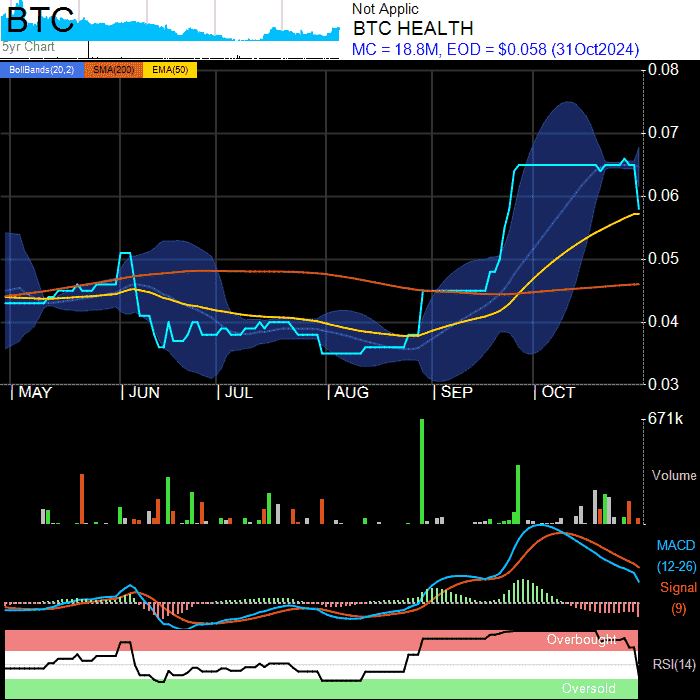 BTC
5yr Chart
Not Applic
BTC HEALTH
MC = 18.8M, EOD = $0.058 (31Oct2024)
BollBands(20,2) SMA(200) EMA(50)
0.08
0.07
0.06
0.05
0.04
0.03
MAY JUN JUL AUG SEP OCT
671k
Volume
MACD
(12-26)
Signal
(9)
Overbought
RSI(14)
Oversold